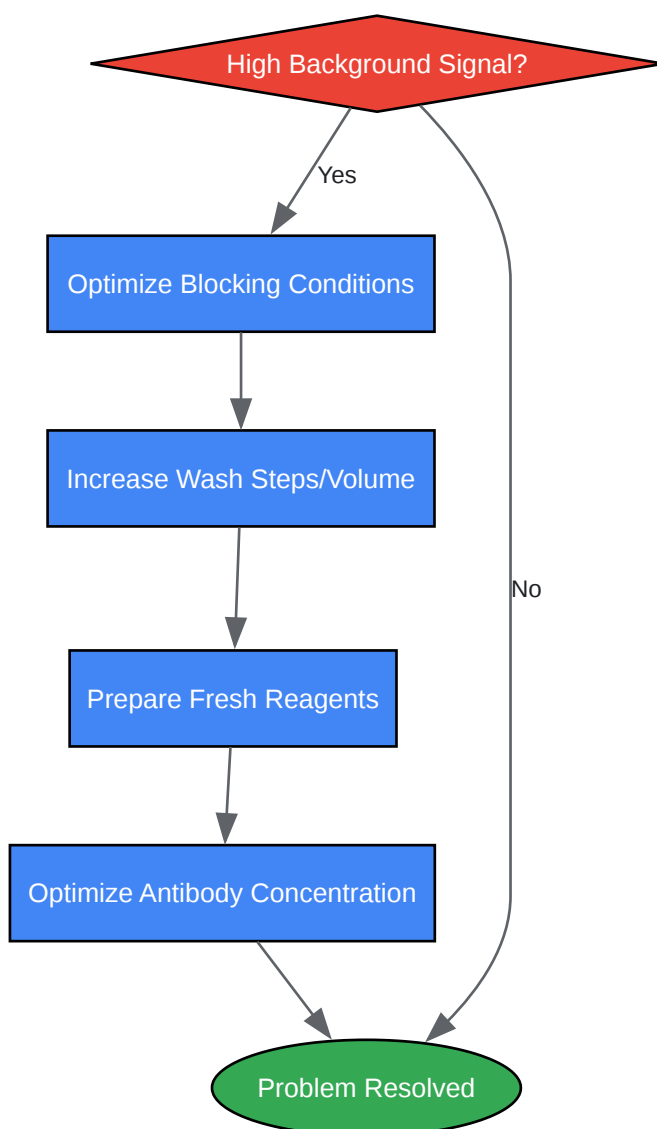 High Background Signal?
Yes
Optimize Blocking Conditions
Increase Wash Steps/Volume
No
Prepare Fresh Reagents
Optimize Antibody Concentration
Problem Resolved